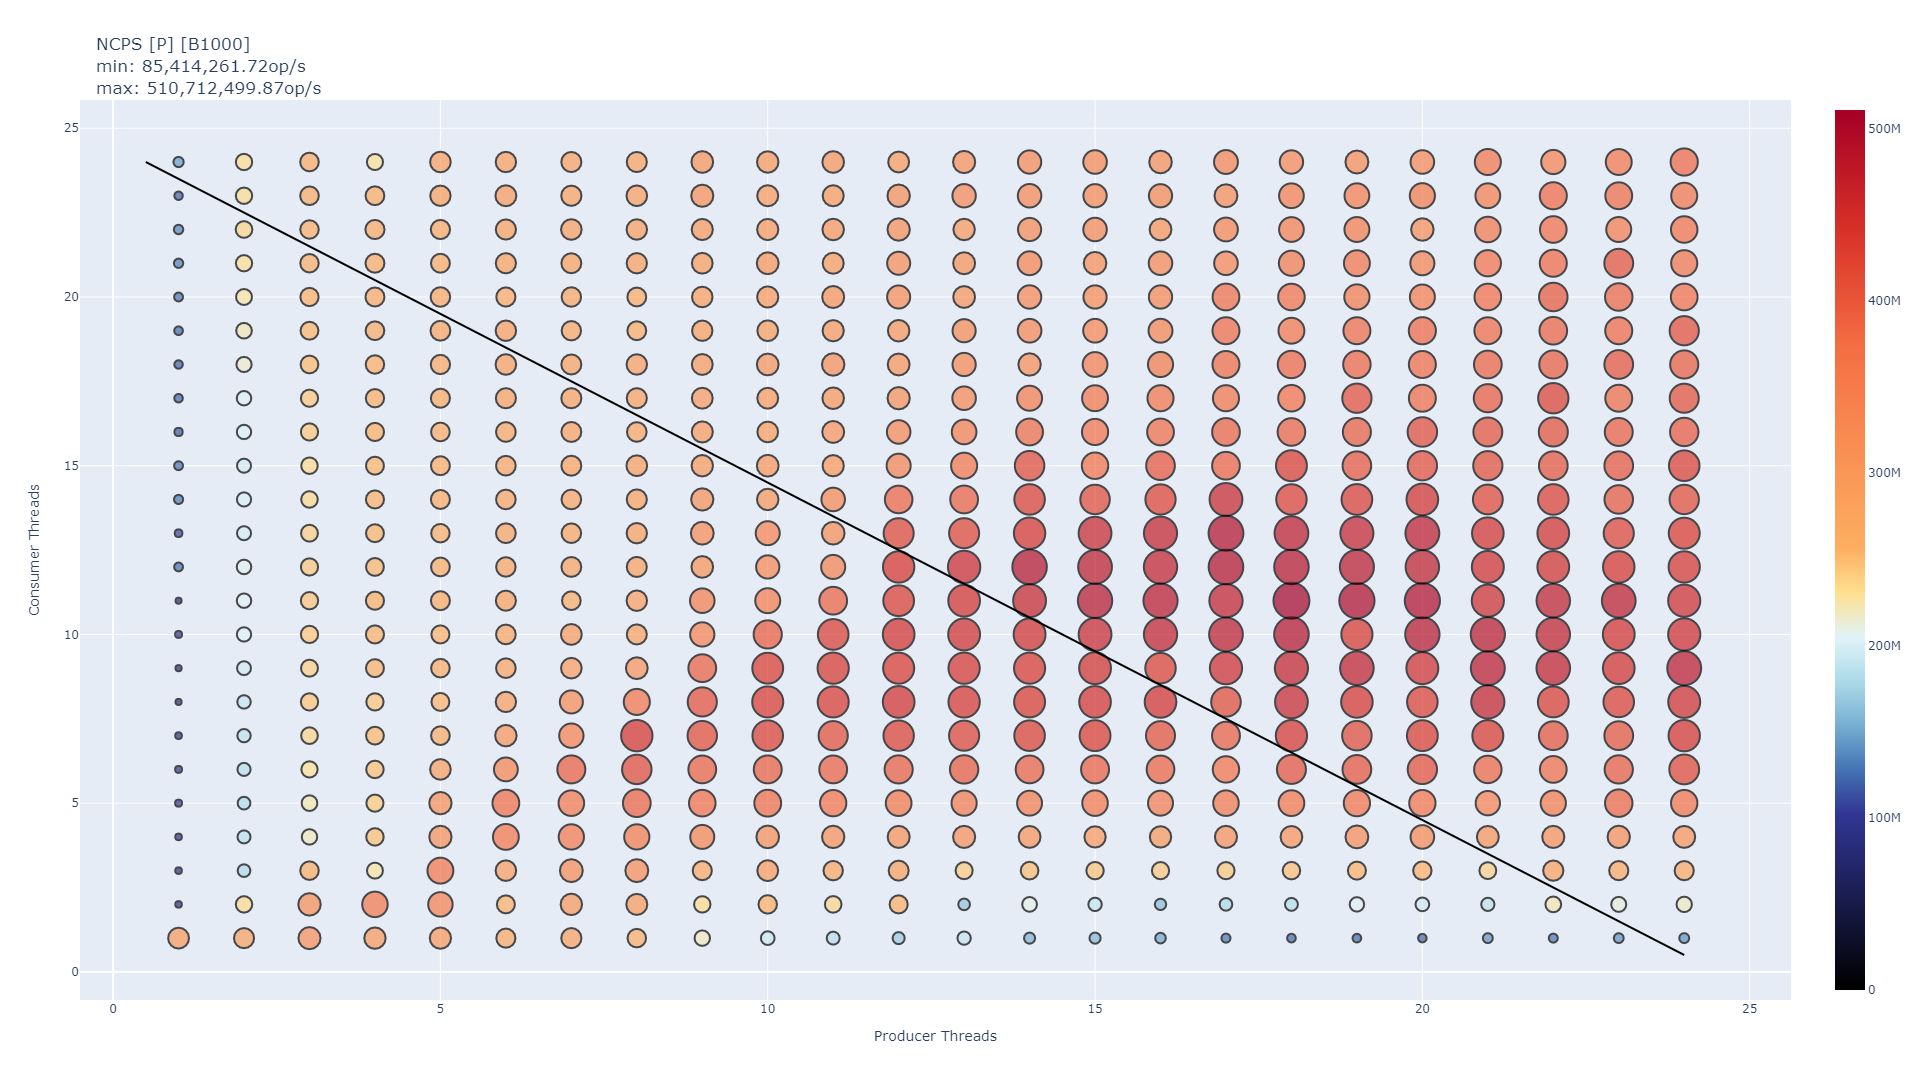 NCPS [P] [B1000]
min: 85,414,261.72op/s
max: 510,712,499.87op/s
25
20
15
10
5
0
Consumer Threads
0 5 10 15 20 25
Producer Threads
500M
400M
300M
200M
100M
0